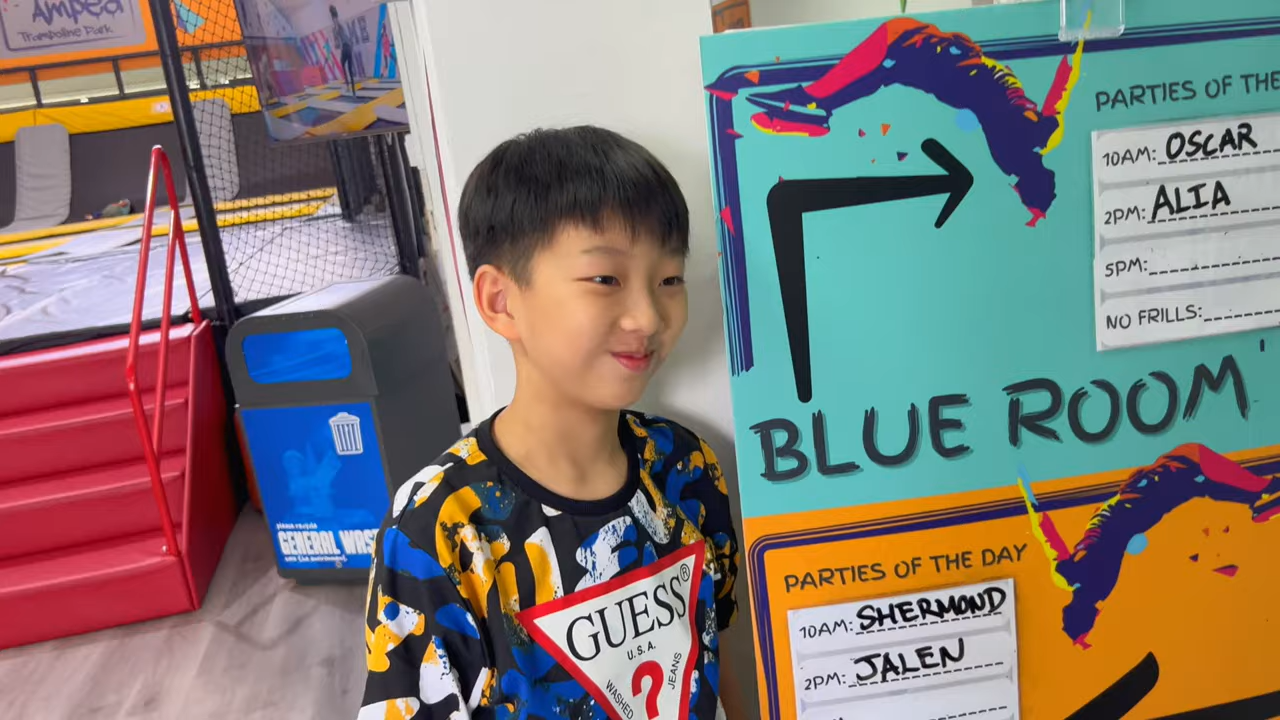 Amped
Trampoline Park
PARTIES OF THE
10AM: OSCAR
2PM: ALIA
5PM:
NO FRILLS:
BLUE ROOM
PARTIES OF THE DAY
10AM: SHERMOND
2PM: JALEN
GENERAL WAS
GUESS®
U.S.A.
WASHED
JEANS
?